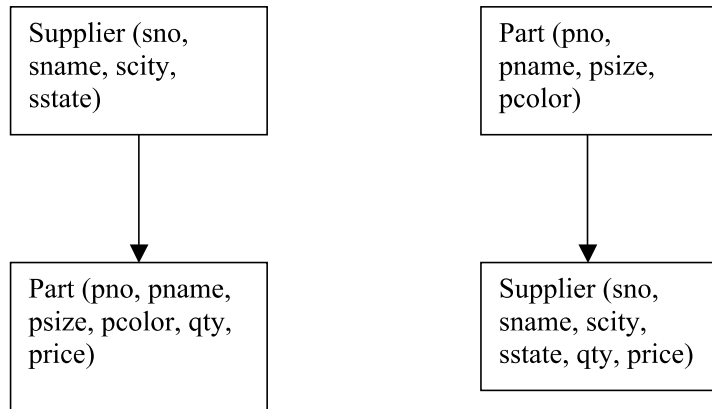 Supplier (sno,
sname, scity,
sstate)
Part (pno,
pname, psize,
pcolor)
Part (pno, pname,
psize, pcolor, qty,
price)
Supplier (sno,
sname, scity,
sstate, qty, price)